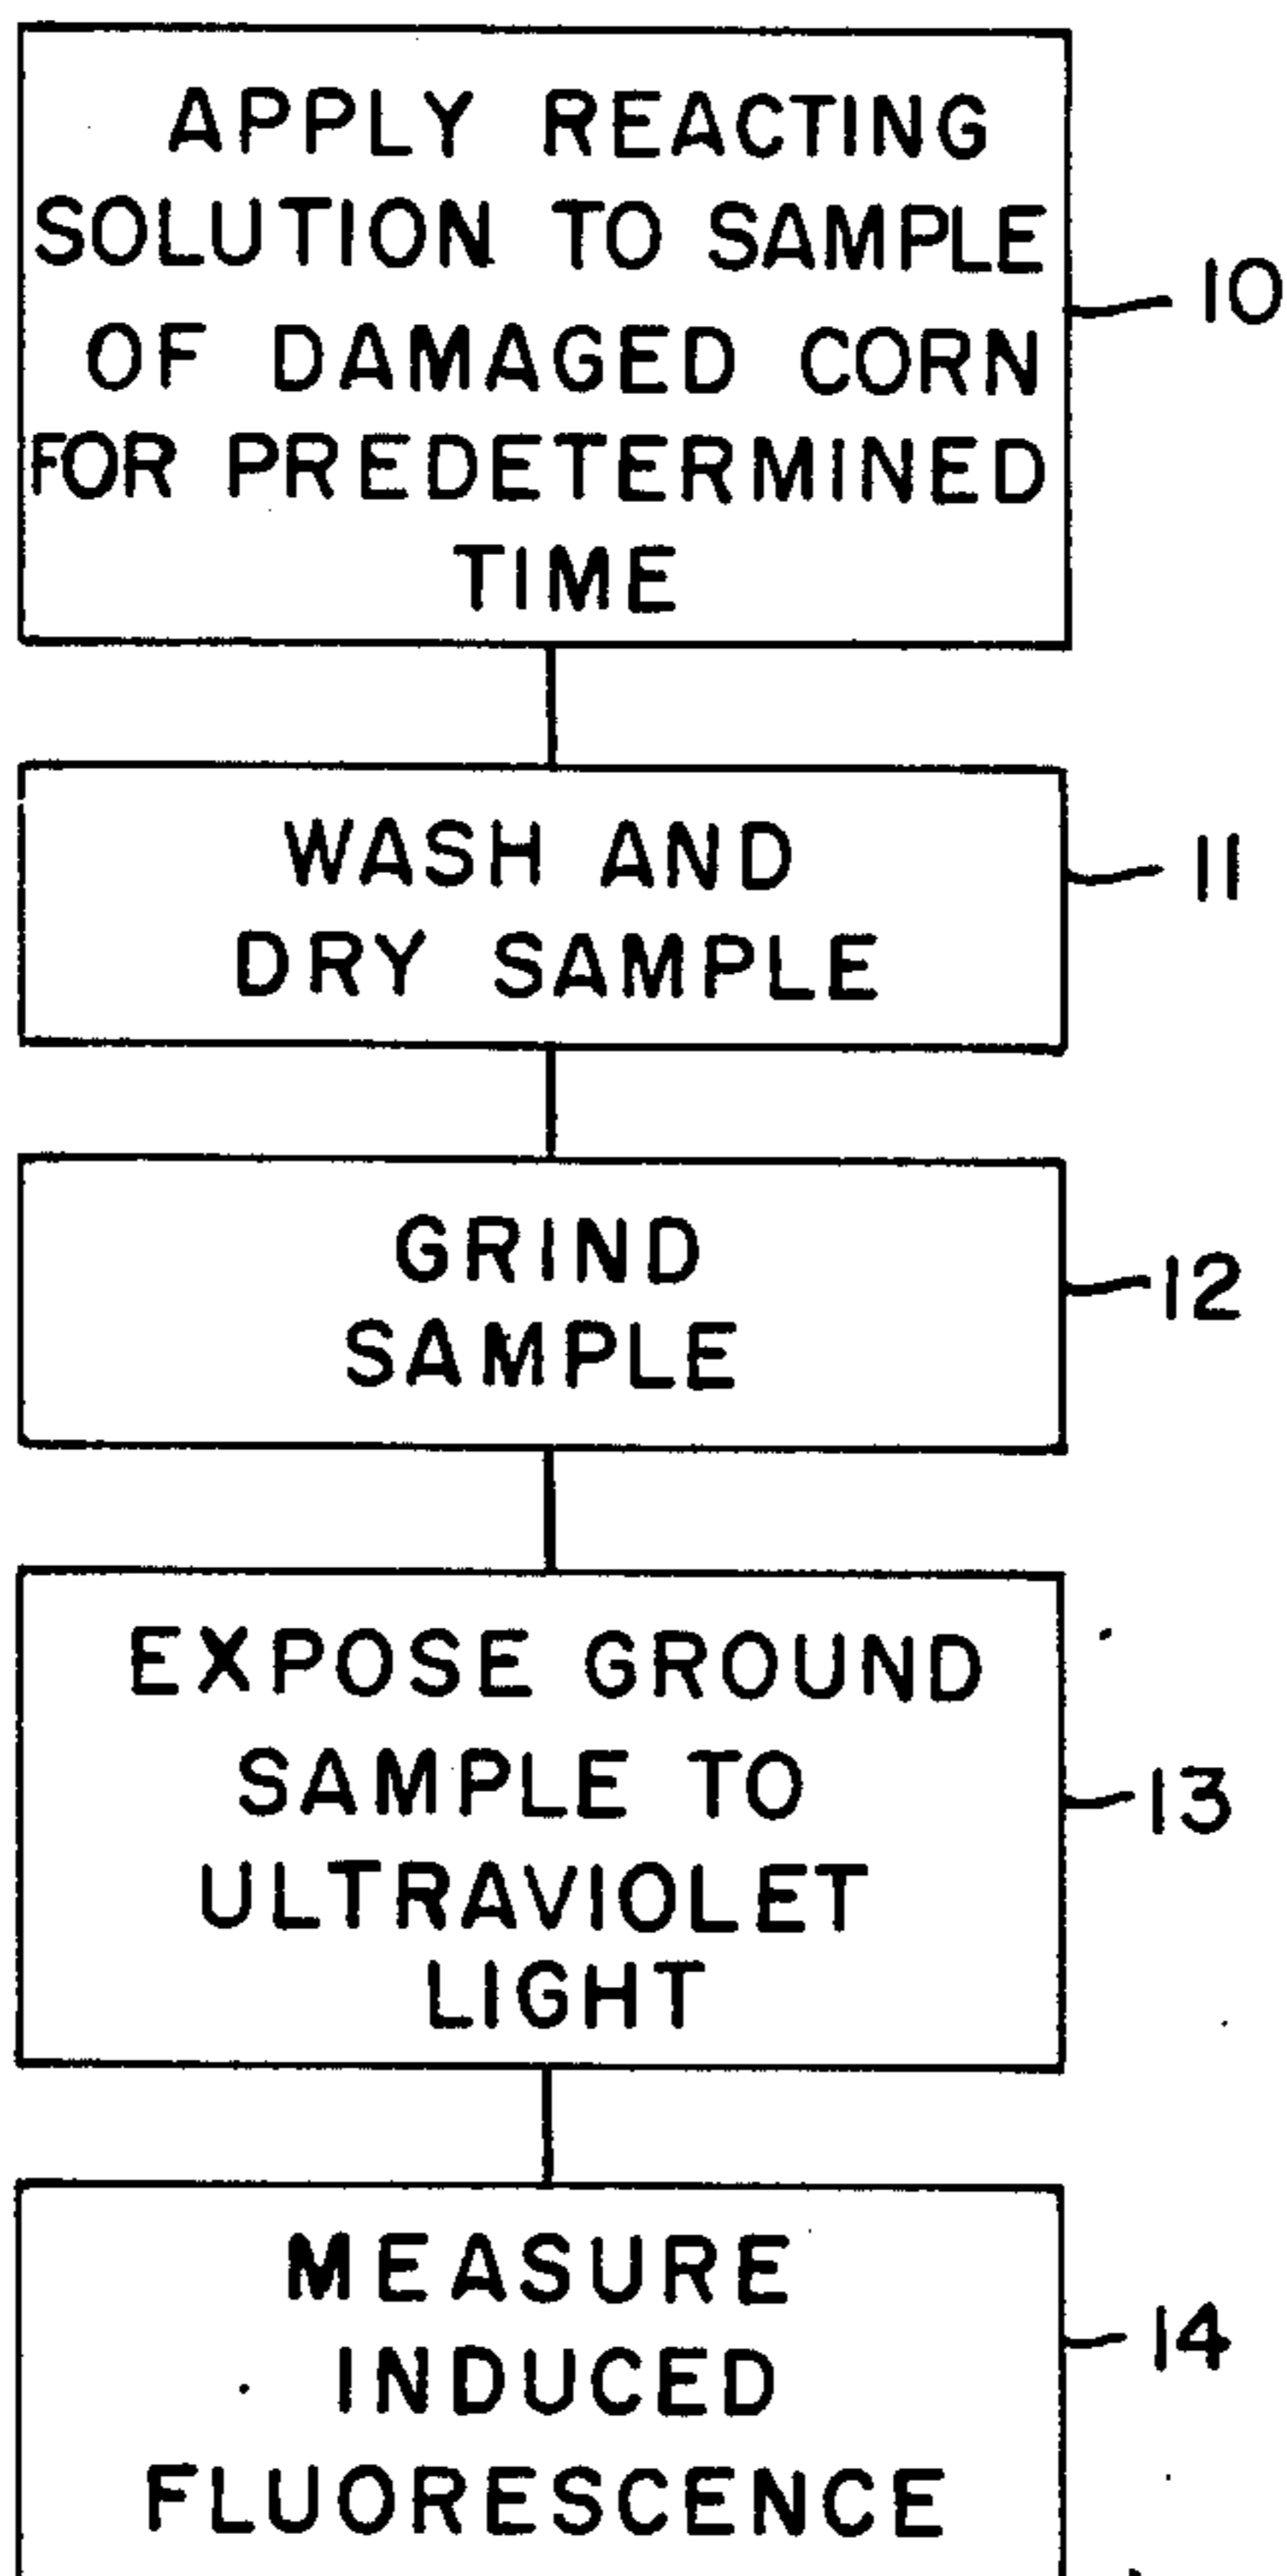 APPLY REACTING
SOLUTION TO SAMPLE
OF DAMAGED CORN
FOR PREDETERMINED
TIME
10
WASH AND
DRY SAMPLE
11
GRIND
SAMPLE
12
EXPOSE GROUND
SAMPLE TO
ULTRAVIOLET
LIGHT
13
MEASURE
INDUCED
FLUORESCENCE
14